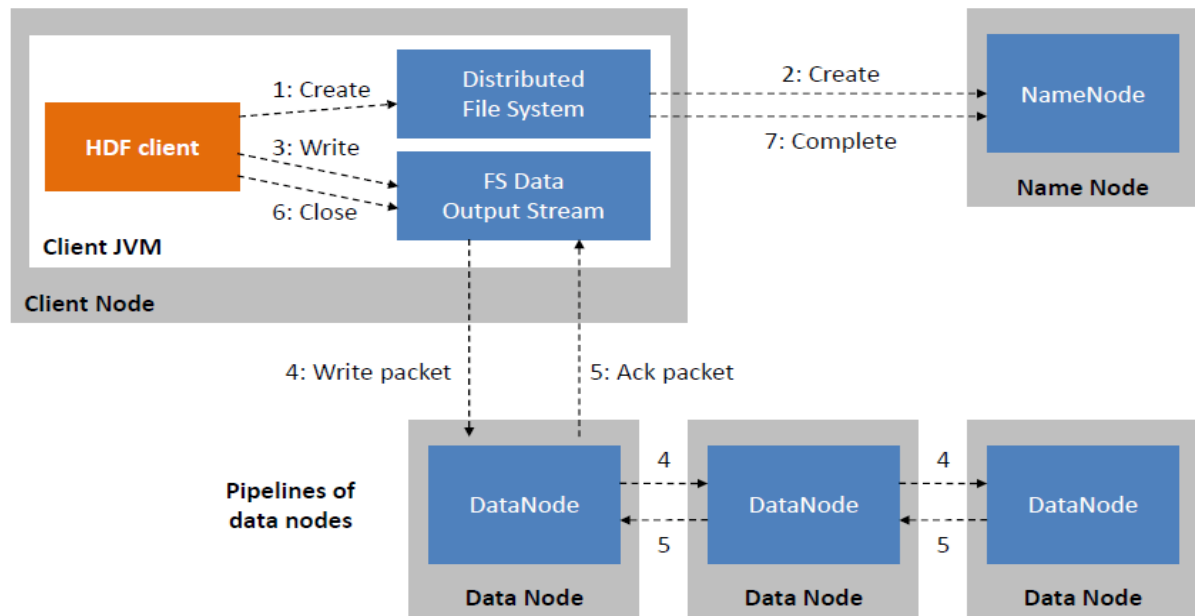 Distributed
File System
1: Create
2: Create
NameNode
HDF client
3: Write
7: Complete
FS Data
Output Stream
Name Node
6: Close
Client JVM
Client Node
4: Write packet
5: Ack packet
Pipelines of
data nodes
DataNode
4
DataNode
4
DataNode
5
5
Data Node
Data Node
Data Node